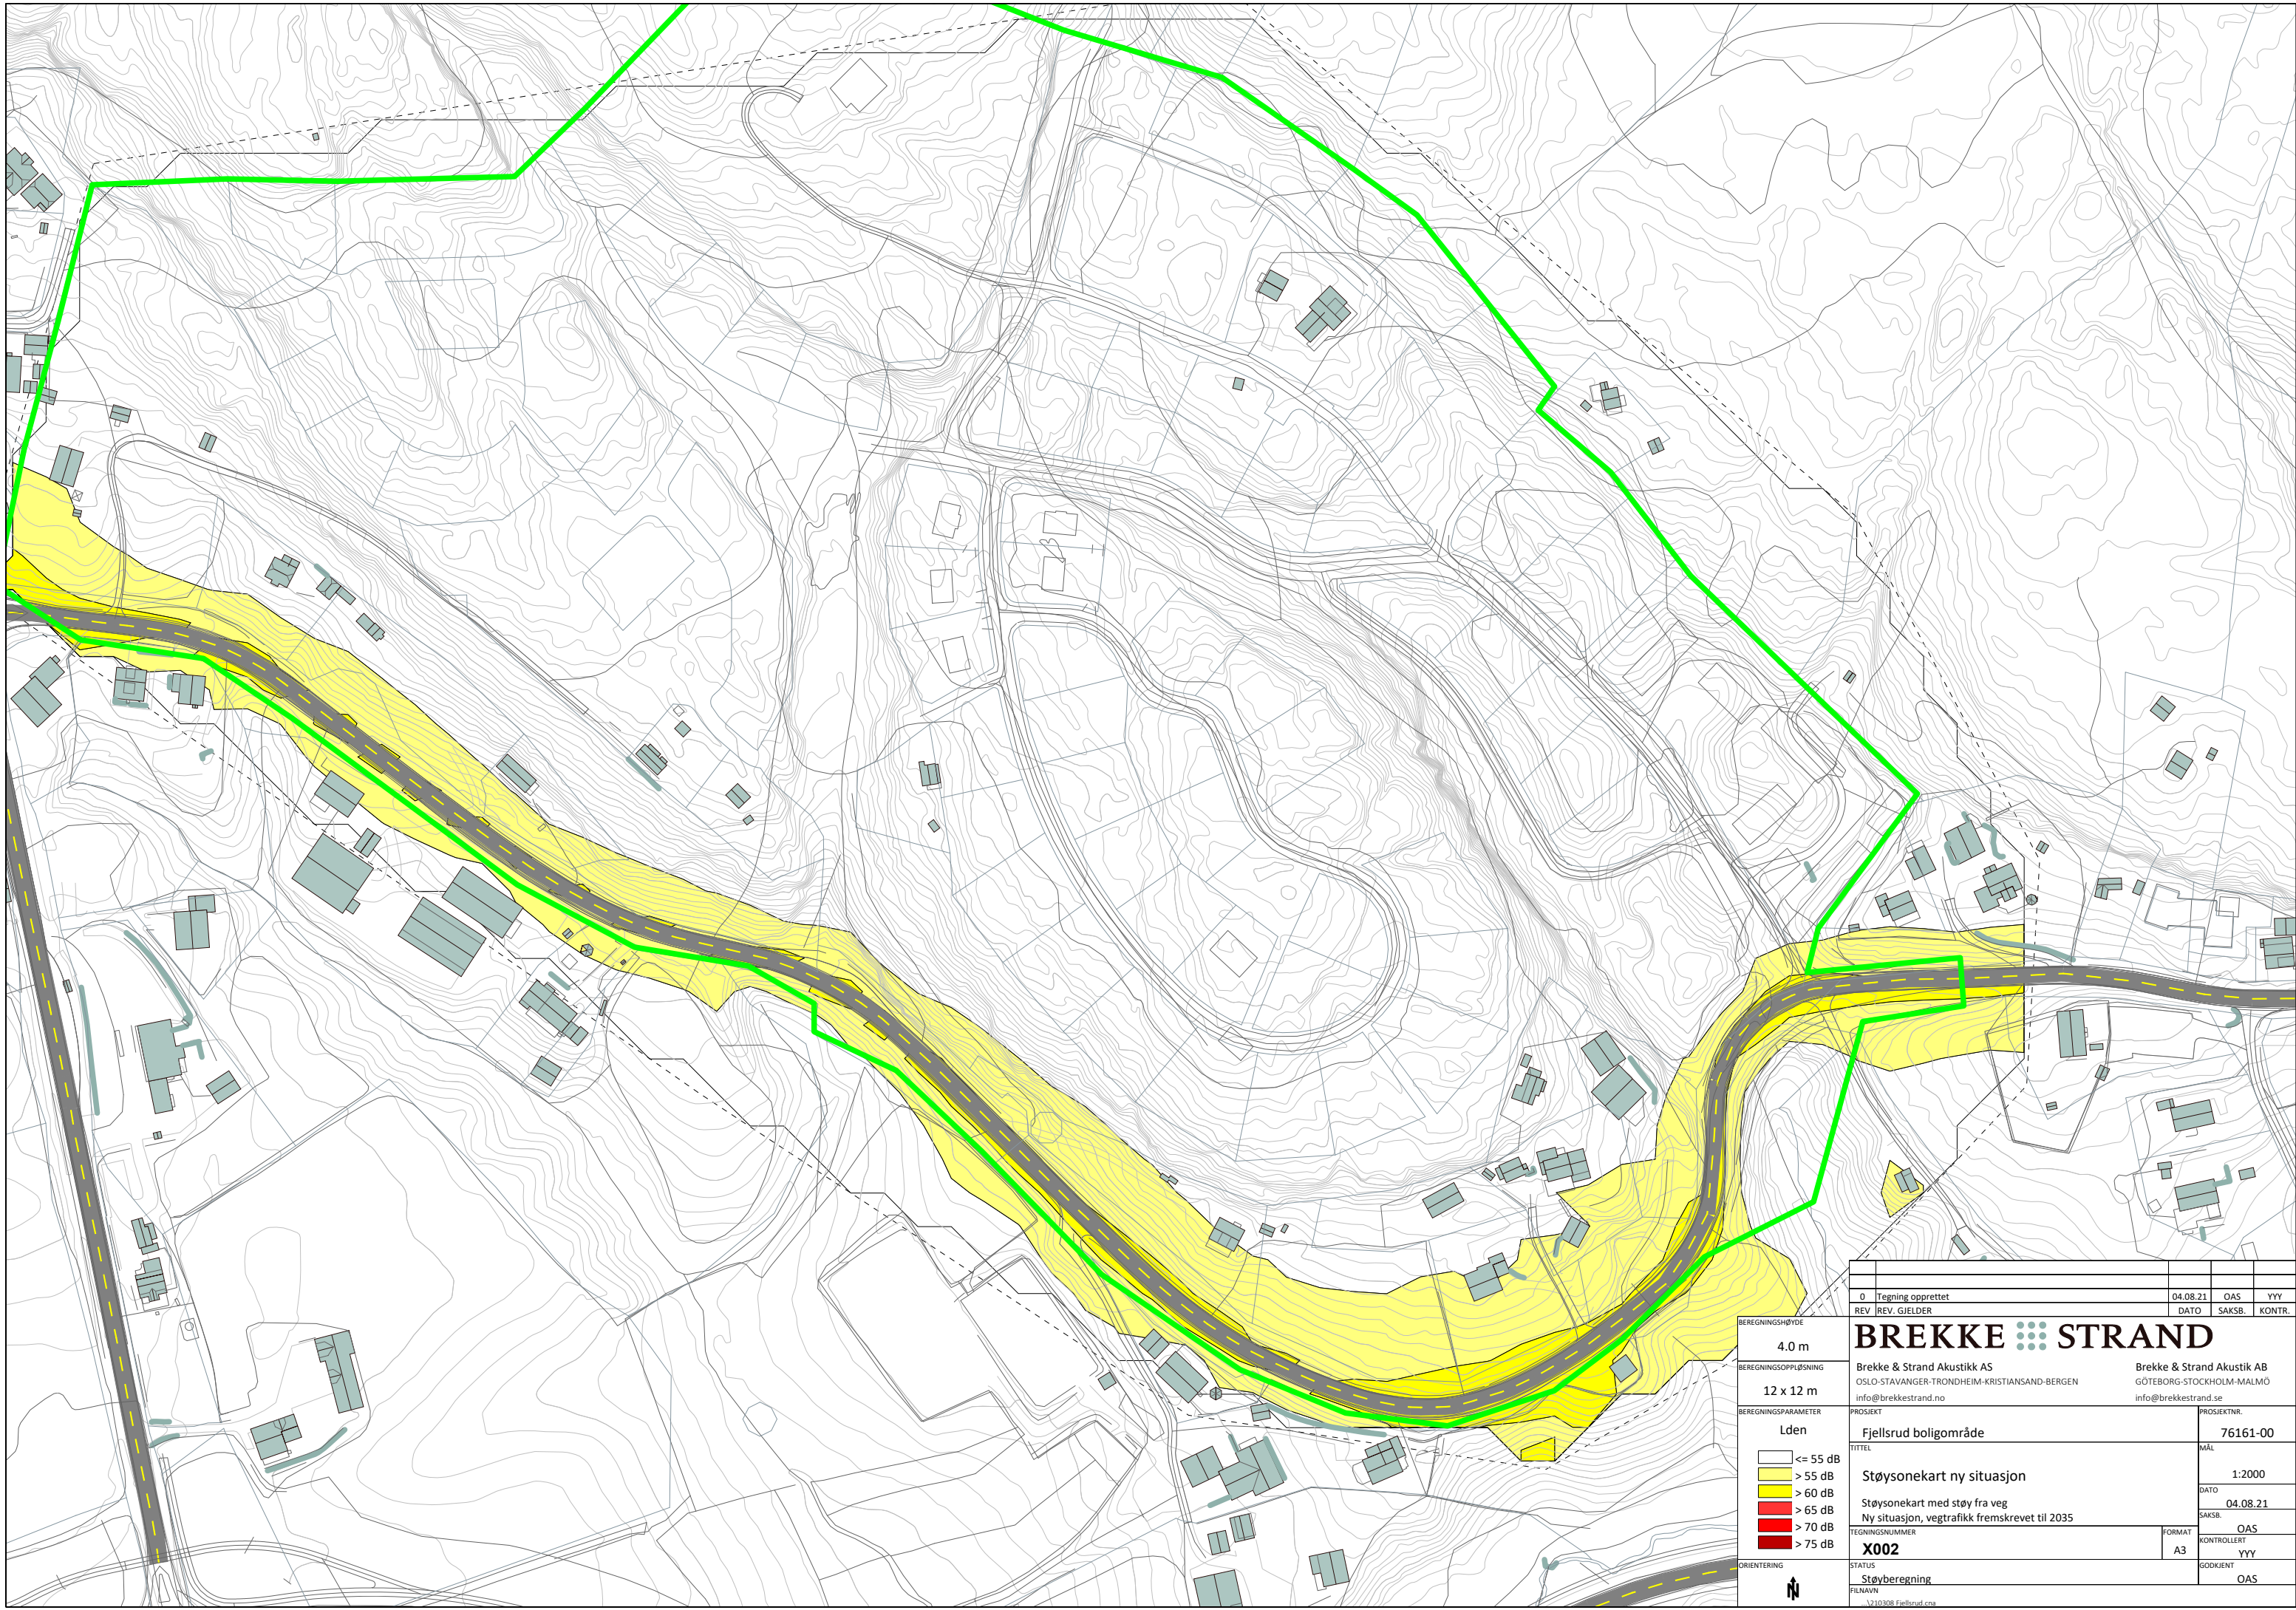 0 Tegning opprettet 04.08.21 OAS YYY
REV REV. GJELDER DATO SAKSB. KONTR.
BEREGNINGSHØYDE
4.0 m
BEREGNINGSOPPLØSNING
12 x 12 m
BEREGNINGSPARAMETER
Lden
<= 55 dB
> 55 dB
> 60 dB
> 65 dB
> 70 dB
> 75 dB
ORIENTERING
N
BREKKE STRAND
Brekke & Strand Akustikk AS
OSLO-STAVANGER-TRONDHEIM-KRISTIANSAND-BERGEN
info@brekkestrand.no
Brekke & Strand Akustik AB
GÖTEBORG-STOCKHOLM-MALMÖ
info@brekkestrand.se
PROSJEKT
Fjellsrud boligområde
PROSJEKTNR.
76161-00
TITTEL
Støysonekart ny situasjon
Støysonekart med støy fra veg
Ny situasjon, vegtrafikk fremskrevet til 2035
MÅL
1:2000
DATO
04.08.21
SAKSB.
OAS
TEGNINGSNUMMER
X002
FORMAT
A3
KONTROLLERT
YYY
STATUS
Støyberegning
GODKJENT
OAS
FILNAVN
...\210308 Fjellsrud.cna